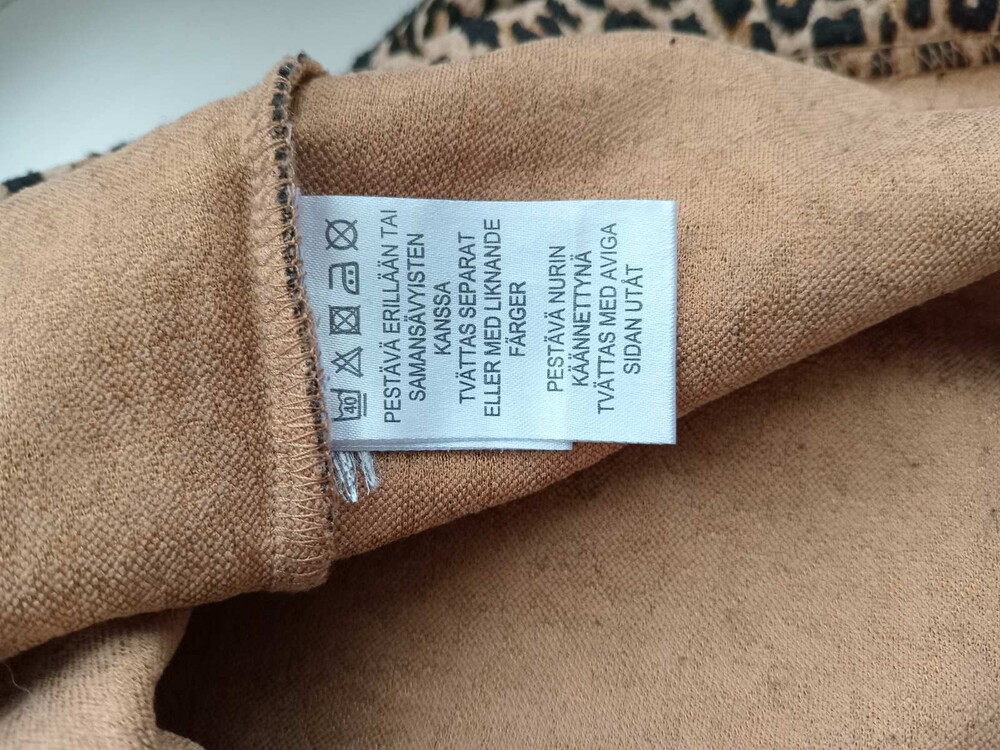 40
PESTÄVÄ ERILLÄÄN TAI
SAMANSÄVYISTEN
KANSSA
TVÄTTAS SEPARAT
ELLER MED LIKNANDE
FÄRGER
PESTÄVÄ NURIN
KÄÄNNETTYNÄ
TVÄTTAS MED AVIGA
SIDAN UTÅT